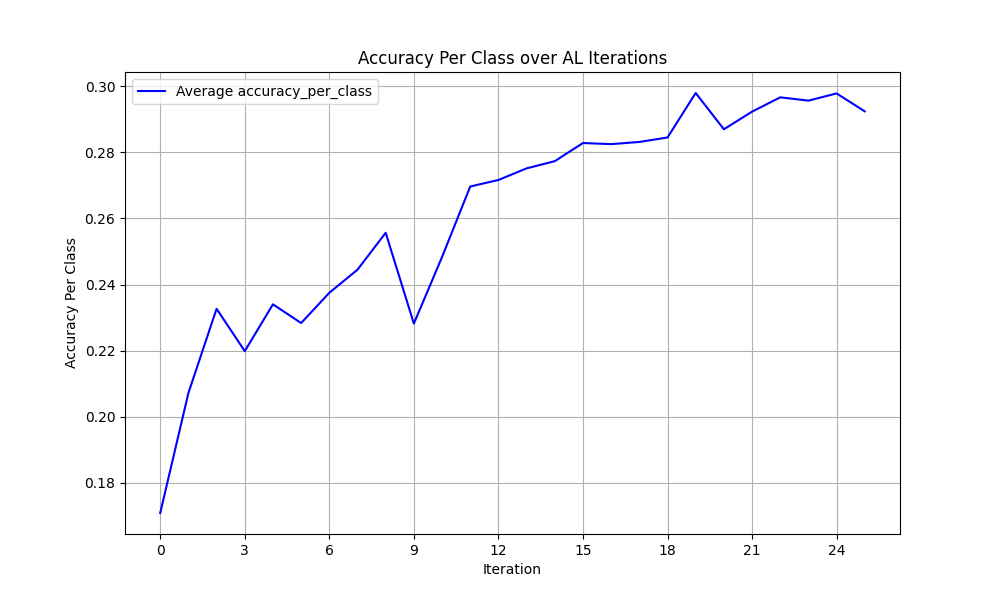 Accuracy Per Class over AL Iterations
Average accuracy_per_class
Accuracy Per Class
0.30
0.28
0.26
0.24
0.22
0.20
0.18
0 3 6 9 12 15 18 21 24
Iteration